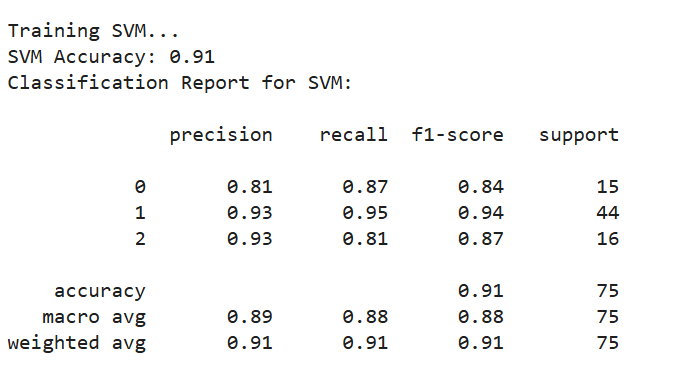 Training SVM...
SVM Accuracy: 0.91
Classification Report for SVM:
precision recall f1-score support
0 0.81 0.87 0.84 15
1 0.93 0.95 0.94 44
2 0.93 0.81 0.87 16
accuracy 0.91 75
macro avg 0.89 0.88 0.88 75
weighted avg 0.91 0.91 0.91 75